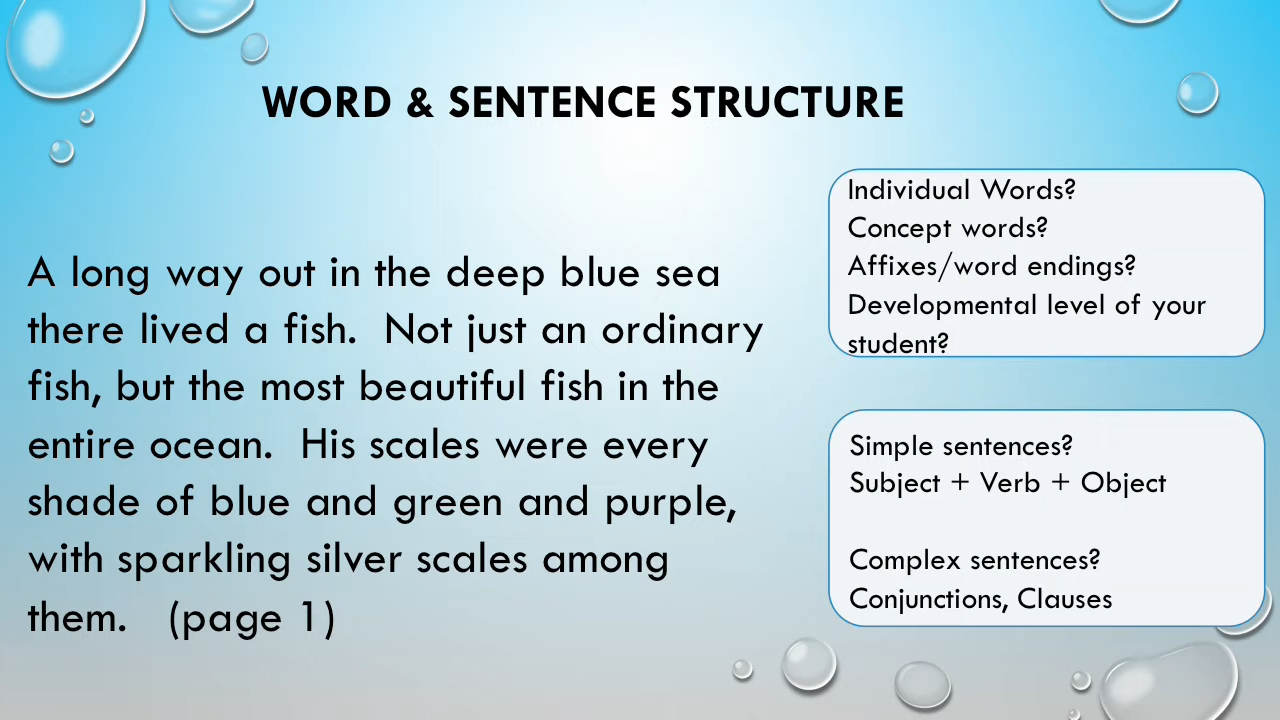 WORD & SENTENCE STRUCTURE
A long way out in the deep blue sea
there lived a fish.  Not just an ordinary
fish, but the most beautiful fish in the
entire ocean.  His scales were every
shade of blue and green and purple,
with sparkling silver scales among
them.   (page 1)
Individual Words?
Concept words?
Affixes/word endings?
Developmental level of your
student?
Simple sentences?
Subject + Verb + Object
Complex sentences?
Conjunctions, Clauses